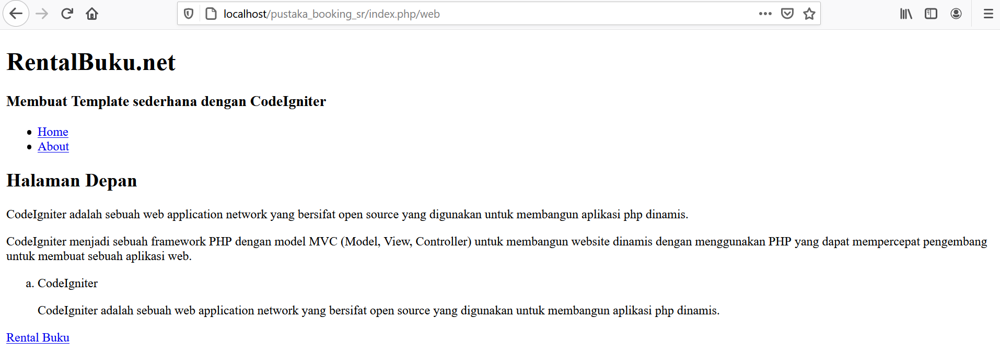 localhost/pustaka_booking_sr/index.php/web
RentalBuku.net
Membuat Template sederhana dengan CodeIgniter
Home
About
Halaman Depan
CodeIgniter adalah sebuah web application network yang bersifat open source yang digunakan untuk membangun aplikasi php dinamis.
CodeIgniter menjadi sebuah framework PHP dengan model MVC (Model, View, Controller) untuk membangun website dinamis dengan menggunakan PHP yang dapat mempercepat pengembang
untuk membuat sebuah aplikasi web.
a. CodeIgniter
CodeIgniter adalah sebuah web application network yang bersifat open source yang digunakan untuk membangun aplikasi php dinamis.
Rental Buku